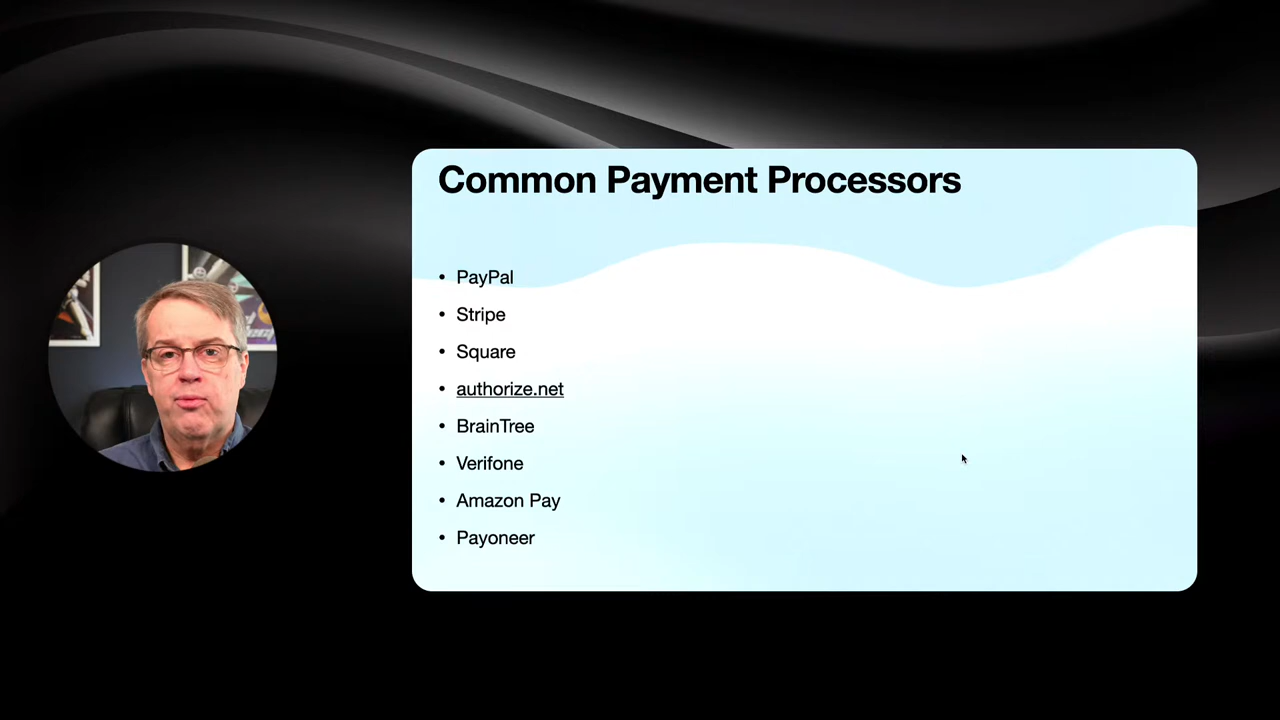 Common Payment Processors
• PayPal
• Stripe
• Square
• authorize.net
• BrainTree
• Verifone
• Amazon Pay
• Payoneer